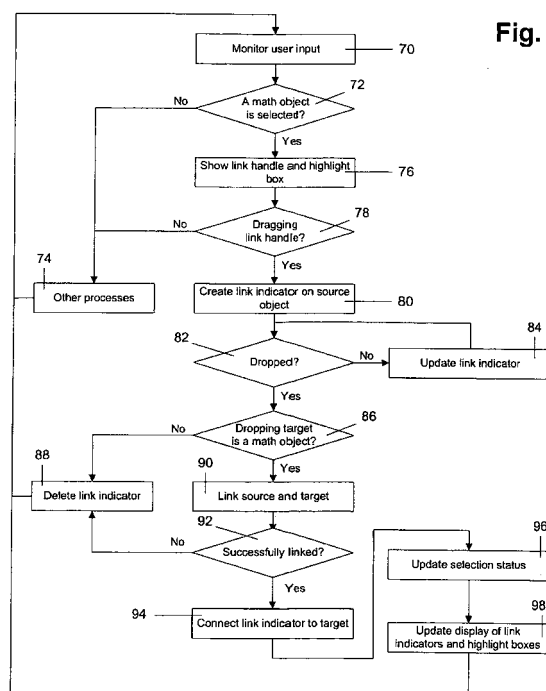 Fig.
Monitor user input
70
72
No
A math object
is selected?
Yes
Show link handle and highlight
box
76
78
No
Dragging
link handle?
74
Yes
Other processes
Create link indicator on source
object
80
82
84
Dropped?
No
Update link indicator
Yes
No
Dropping target
is a math object?
86
88
90
Yes
Delete link indicator
Link source and target
92
No
Successfully linked?
96
Update selection status
Yes
94
Connect link indicator to target
98
Update display of link
indicators and highlight boxes